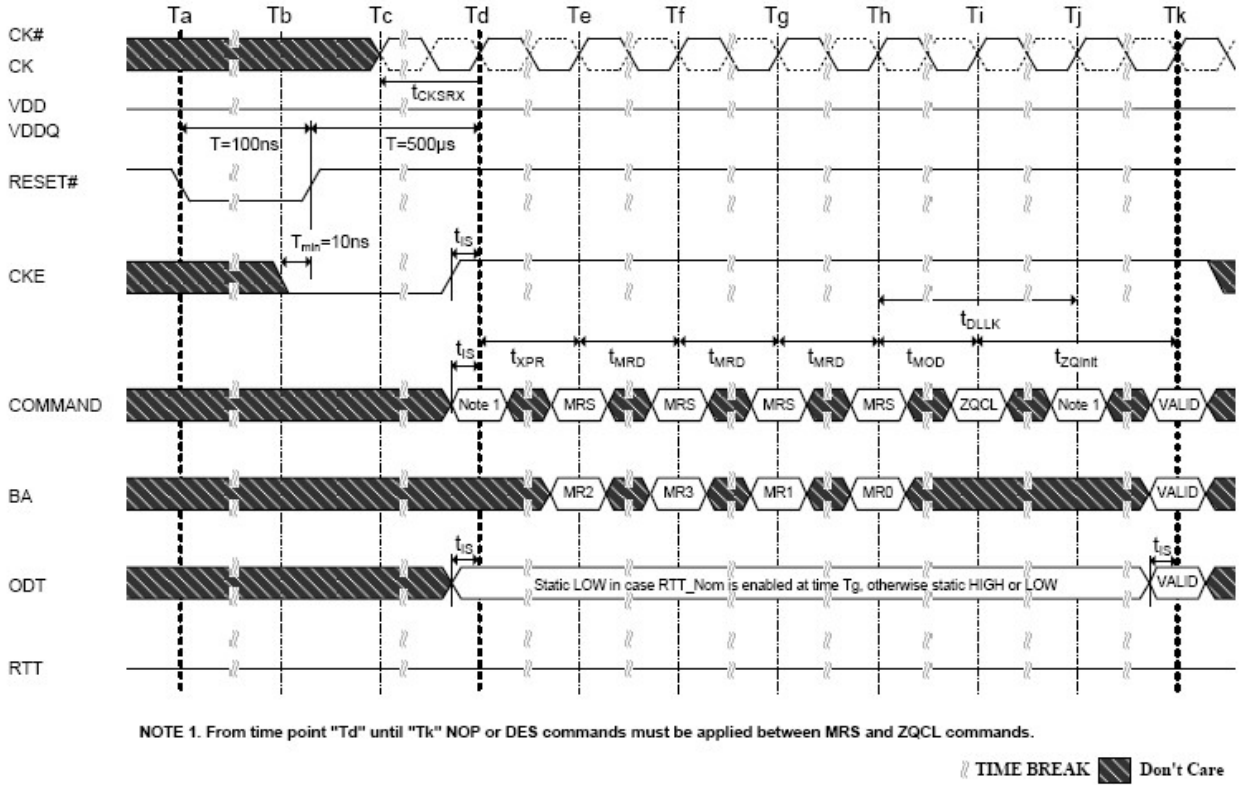 Ta Tb Tc Td Te Tf Tg Th Ti Tj Tk
CK#
CK
tCKSRX
VDD
VDDQ
T=100ns T=500μs
RESET#
Tmin=10ns tIS
CKE
tDLLK
tIS tXPR tMRD tMRD tMRD tMOD tZQinit
COMMAND Note 1 MRS MRS MRS MRS ZQCL Note 1 VALID
BA MR2 MR3 MR1 MR0 VALID
tIS tIS
ODT Static LOW in case RTT_Nom is enabled at time Tg, otherwise static HIGH or LOW VALID
RTT
NOTE 1. From time point "Td" until "Tk" NOP or DES commands must be applied between MRS and ZQCL commands.
TIME BREAK Don't Care